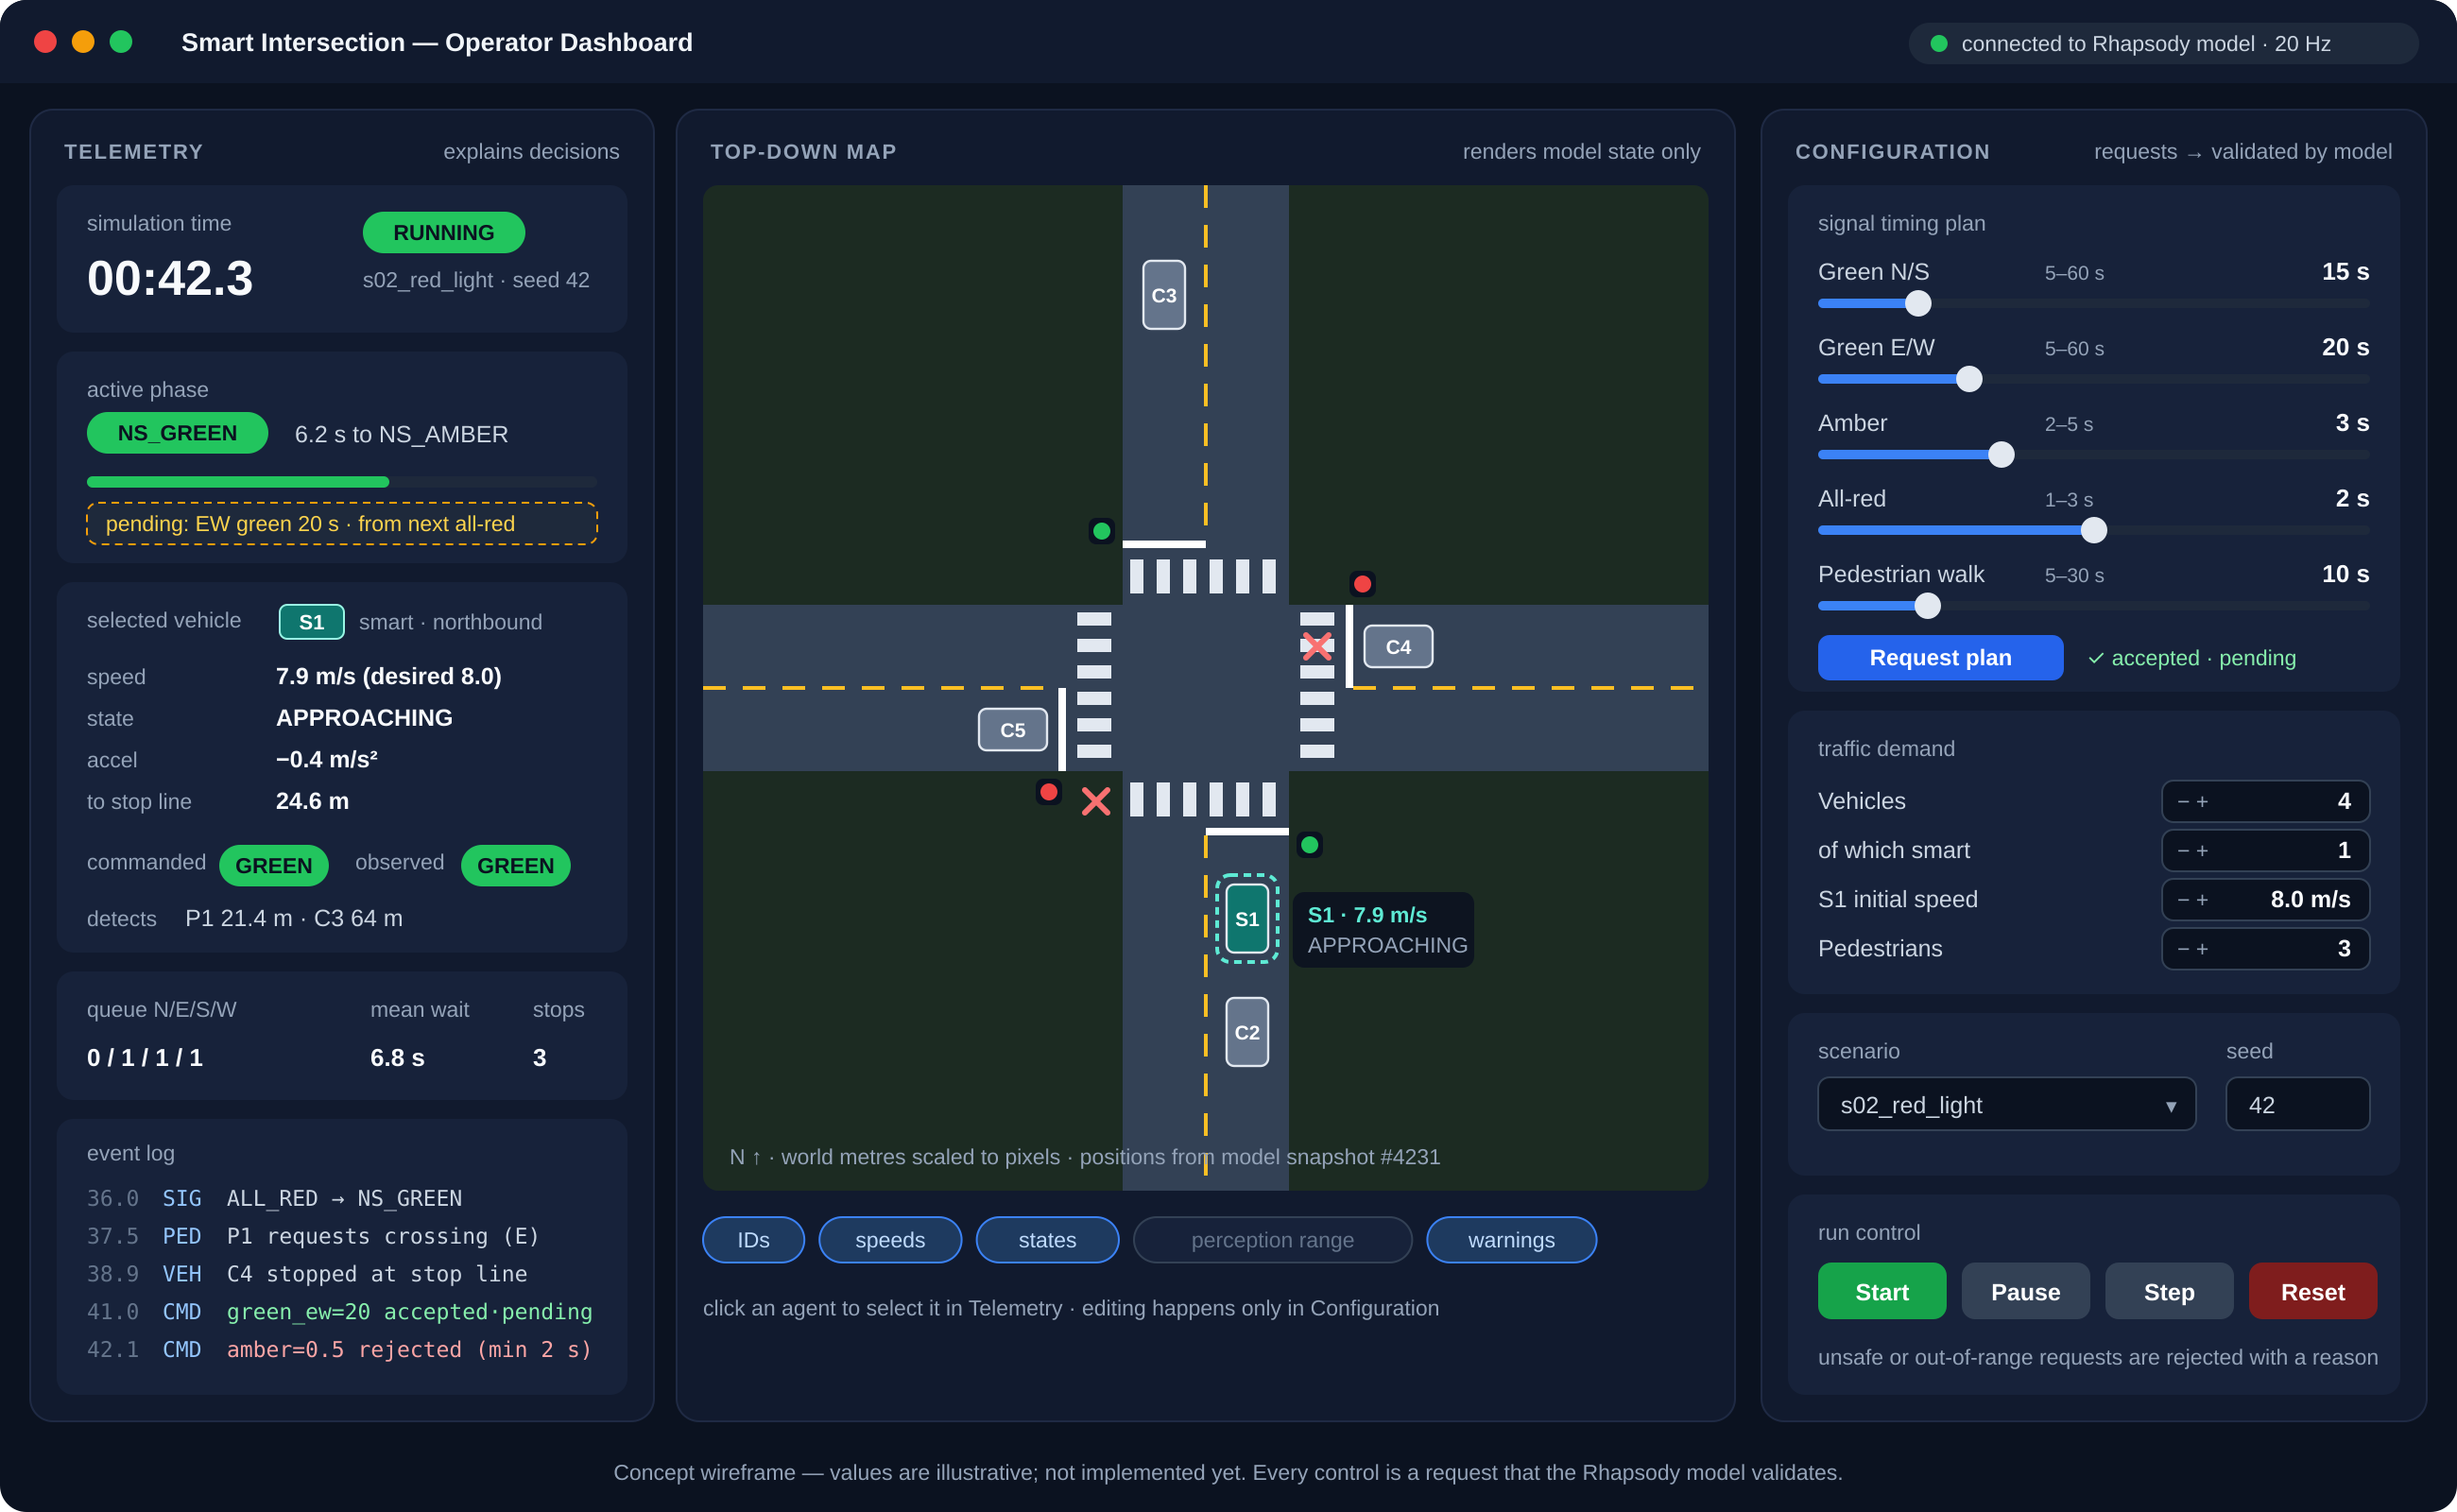 Smart Intersection — Operator Dashboard
connected to Rhapsody model · 20 Hz
TELEMETRY
explains decisions
simulation time
RUNNING
00:42.3
s02_red_light · seed 42
active phase
NS_GREEN
6.2 s to NS_AMBER
pending: EW green 20 s · from next all-red
selected vehicle
S1
smart · northbound
speed
7.9 m/s (desired 8.0)
state
APPROACHING
accel
−0.4 m/s²
to stop line
24.6 m
commanded
GREEN
observed
GREEN
detects
P1 21.4 m · C3 64 m
queue N/E/S/W
mean wait
stops
0 / 1 / 1 / 1
6.8 s
3
event log
36.0 SIG ALL_RED → NS_GREEN
37.5 PED P1 requests crossing (E)
38.9 VEH C4 stopped at stop line
41.0 CMD green_ew=20 accepted·pending
42.1 CMD amber=0.5 rejected (min 2 s)
TOP-DOWN MAP
renders model state only
C3
C4
C5
S1
S1 · 7.9 m/s
APPROACHING
C2
N ↑ · world metres scaled to pixels · positions from model snapshot #4231
IDs
speeds
states
perception range
warnings
click an agent to select it in Telemetry · editing happens only in Configuration
CONFIGURATION
requests → validated by model
signal timing plan
Green N/S
5–60 s
15 s
Green E/W
5–60 s
20 s
Amber
2–5 s
3 s
All-red
1–3 s
2 s
Pedestrian walk
5–30 s
10 s
Request plan
✓ accepted · pending
traffic demand
Vehicles
− +
4
of which smart
− +
1
S1 initial speed
− +
8.0 m/s
Pedestrians
− +
3
scenario
seed
s02_red_light
▾
42
run control
Start
Pause
Step
Reset
unsafe or out-of-range requests are rejected with a reason
Concept wireframe — values are illustrative; not implemented yet. Every control is a request that the Rhapsody model validates.